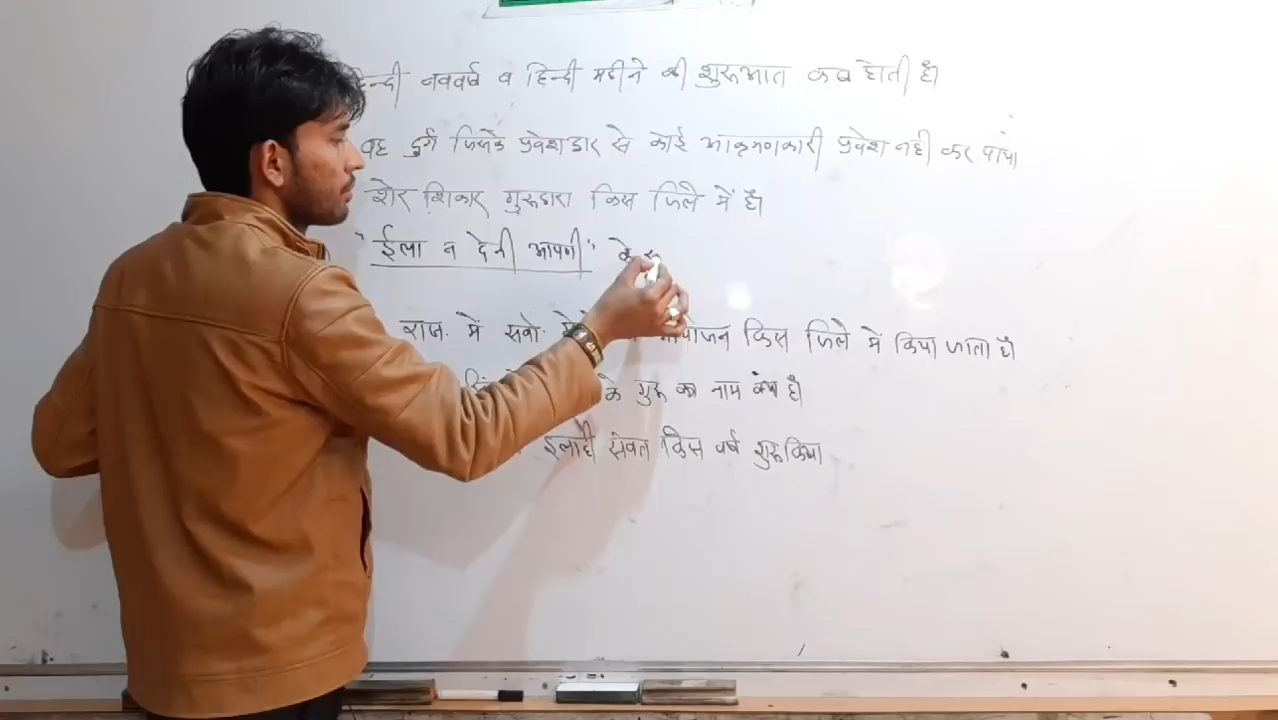 हिन्दी नववर्ष व हिन्दी महीने की शुरुआत कब होती है।
वह दुर्ग जिसके प्रवेशद्वार से कोई आक्रमणकारी प्रवेश नही कर पाया
शेर शिकार गुरुद्वारा किस जिले में है।
"ईला न देनी आपणी" के
राज. में सर्वा. का आयोजन किस जिले में किया जाता है।
के गुरू का नाम क्या है।
इलाही संवत किस वर्ष शुरू किया